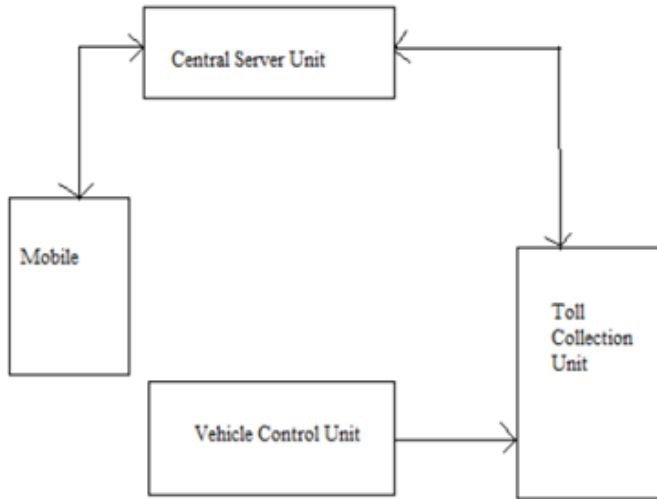 Central Server Unit
Mobile
Toll
Collection
Unit
Vehicle Control Unit